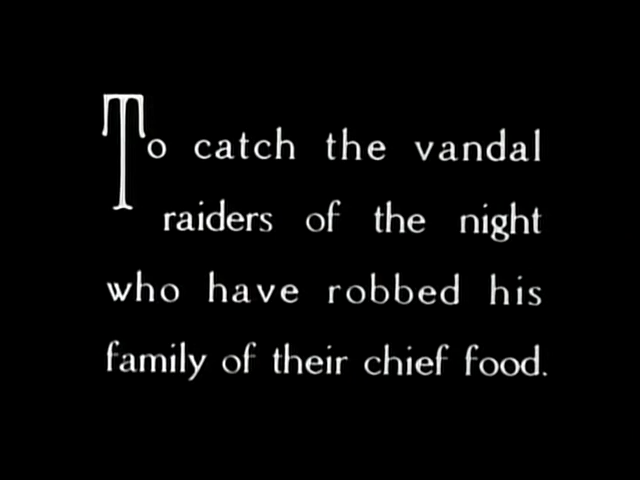 To catch the vandal
raiders of the night
who have robbed his
family of their chief food.